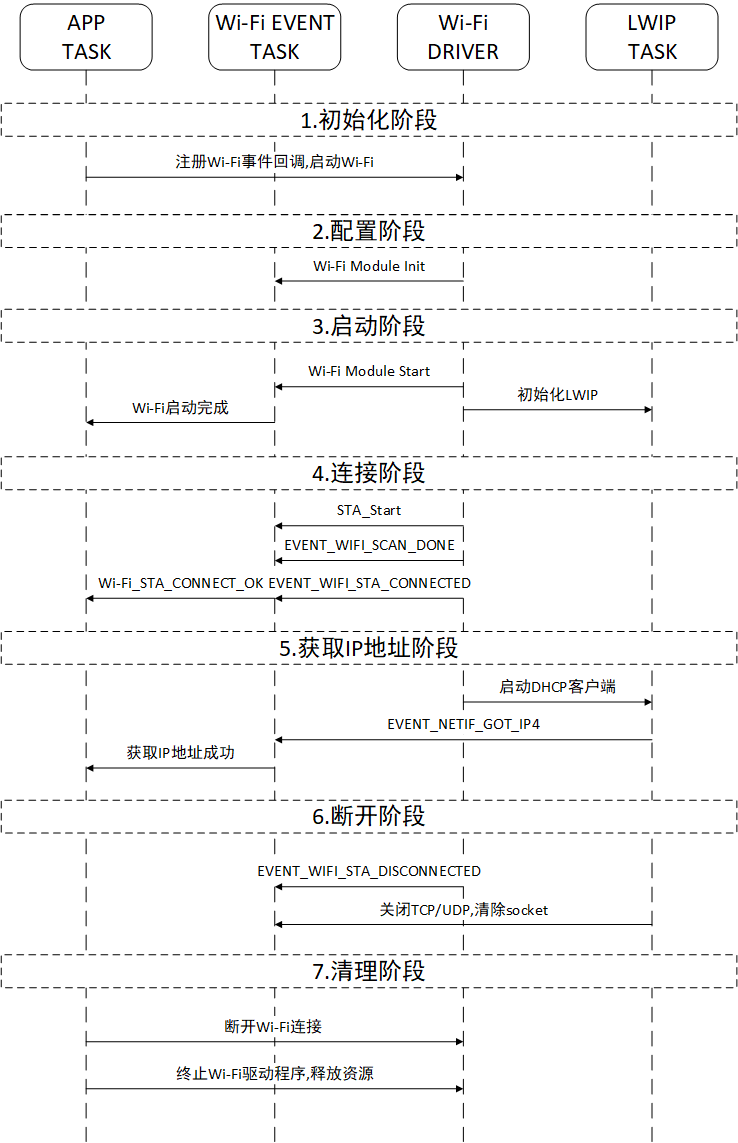 APP
TASK
Wi-Fi EVENT
TASK
Wi-Fi
DRIVER
LWIP
TASK
1.初始化阶段
注册Wi-Fi事件回调,启动Wi-Fi
2.配置阶段
Wi-Fi Module Init
3.启动阶段
Wi-Fi Module Start
初始化LWIP
Wi-Fi启动完成
4.连接阶段
STA_Start
EVENT_WIFI_SCAN_DONE
Wi-Fi_STA_CONNECT_OK EVENT_WIFI_STA_CONNECTED
5.获取IP地址阶段
启动DHCP客户端
EVENT_NETIF_GOT_IP4
获取IP地址成功
6.断开阶段
EVENT_WIFI_STA_DISCONNECTED
关闭TCP/UDP,清除socket
7.清理阶段
断开Wi-Fi连接
终止Wi-Fi驱动程序,释放资源